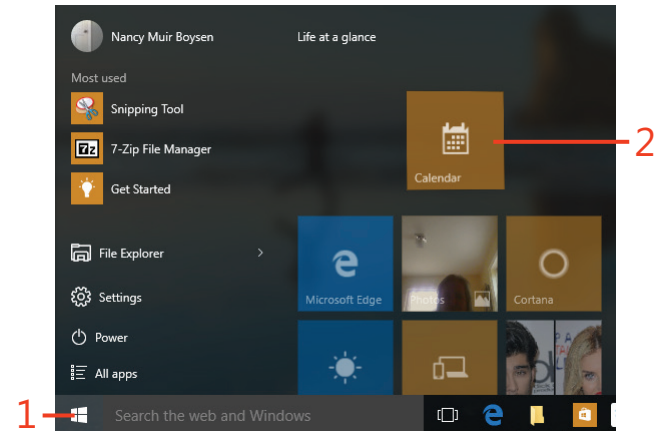 Nancy Muir Boysen
Life at a glance
Most used
Snipping Tool
7z
7-Zip File Manager
Get Started
Calendar
2
File Explorer
Settings
Microsoft Edge
Photos
Cortana
Power
All apps
1
Search the web and Windows